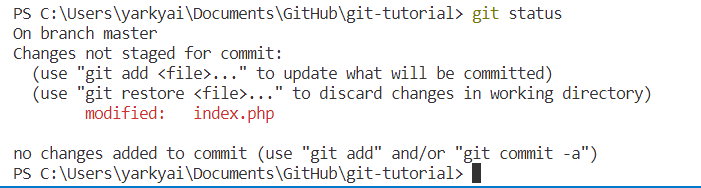 PS C:\Users\yarkyai\Documents\GitHub\git-tutorial> git status
On branch master
Changes not staged for commit:
  (use "git add <file>..." to update what will be committed)
  (use "git restore <file>..." to discard changes in working directory)
        modified:   index.php

no changes added to commit (use "git add" and/or "git commit -a")
PS C:\Users\yarkyai\Documents\GitHub\git-tutorial>